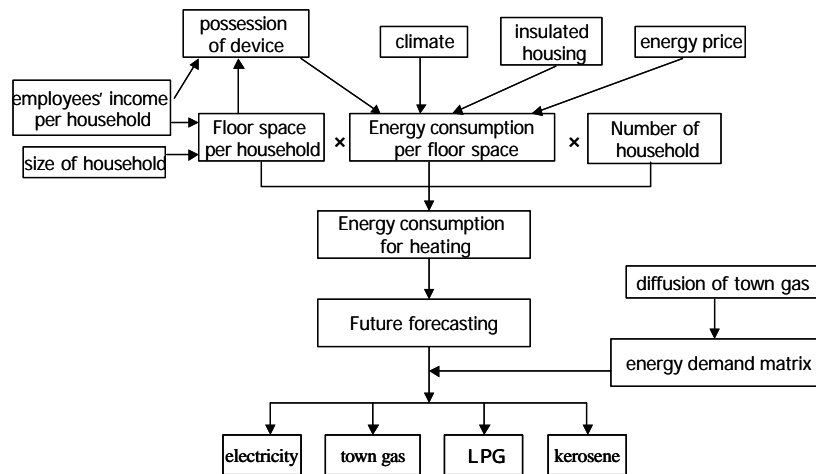 possession
of device
climate
insulated
housing
energy price
employees' income
per household
Floor space
per household
×
Energy consumption
per floor space
×
Number of
household
size of household
Energy consumption
for heating
diffusion of town gas
Future forecasting
energy demand matrix
electricity
town gas
LPG
kerosene